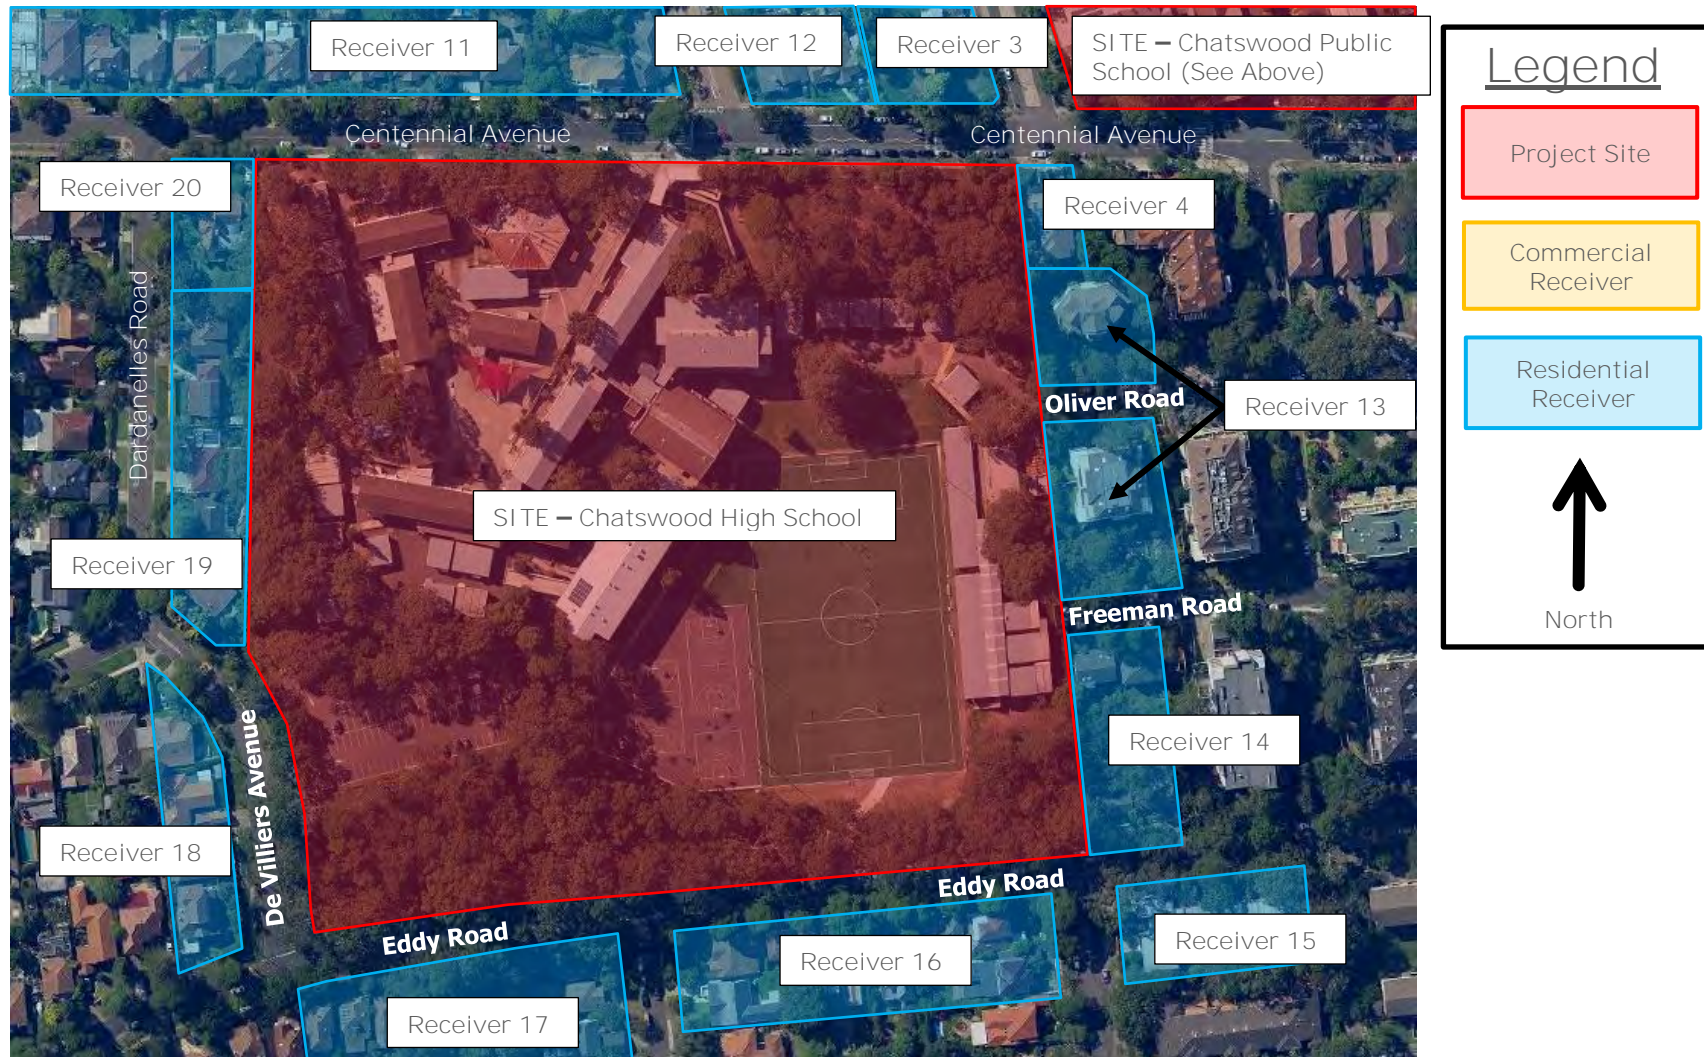 Receiver 11
Receiver 12
Receiver 3
SITE – Chatswood Public
School (See Above)
Centennial Avenue
Centennial Avenue
Receiver 20
Receiver 4
Dardanelles Road
Oliver Road
Receiver 13
SITE – Chatswood High School
Receiver 19
Freeman Road
De Villiers Avenue
Receiver 14
Receiver 18
Eddy Road
Eddy Road
Receiver 15
Receiver 16
Receiver 17
Legend
Project Site
Commercial
Receiver
Residential
Receiver
North